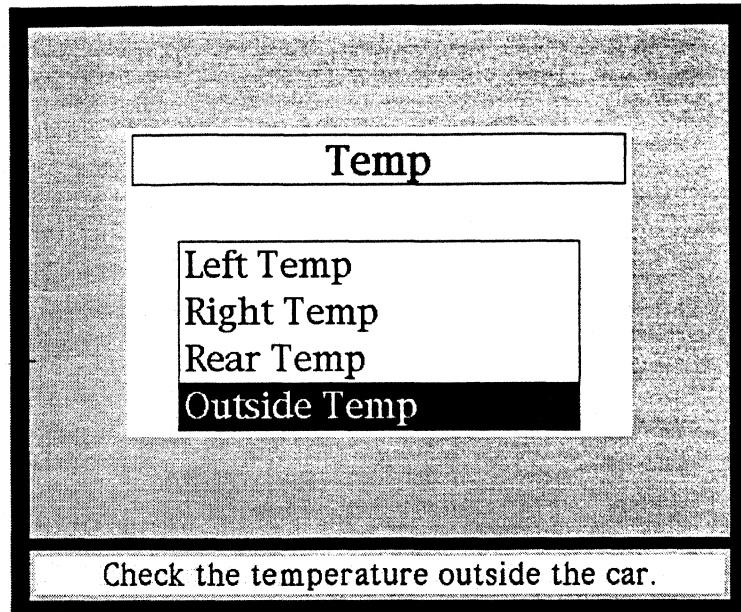 Temp
Left Temp
Right Temp
Rear Temp
Outside Temp
Check the temperature outside the car.